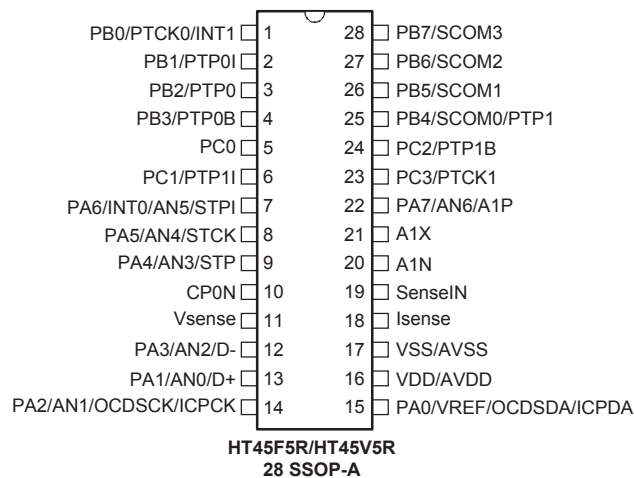 PB0/PTCK0/INT1 1 28 PB7/SCOM3
PB1/PTP0I 2 27 PB6/SCOM2
PB2/PTP0 3 26 PB5/SCOM1
PB3/PTP0B 4 25 PB4/SCOM0/PTP1
PC0 5 24 PC2/PTP1B
PC1/PTP1I 6 23 PC3/PTCK1
PA6/INT0/AN5/STPI 7 22 PA7/AN6/A1P
PA5/AN4/STCK 8 21 A1X
PA4/AN3/STP 9 20 A1N
CP0N 10 19 SenseIN
Vsense 11 18 Isense
PA3/AN2/D- 12 17 VSS/AVSS
PA1/AN0/D+ 13 16 VDD/AVDD
PA2/AN1/OCDSCK/ICPCK 14 15 PA0/VREF/OCDSDA/ICPDA
HT45F5R/HT45V5R
28 SSOP-A